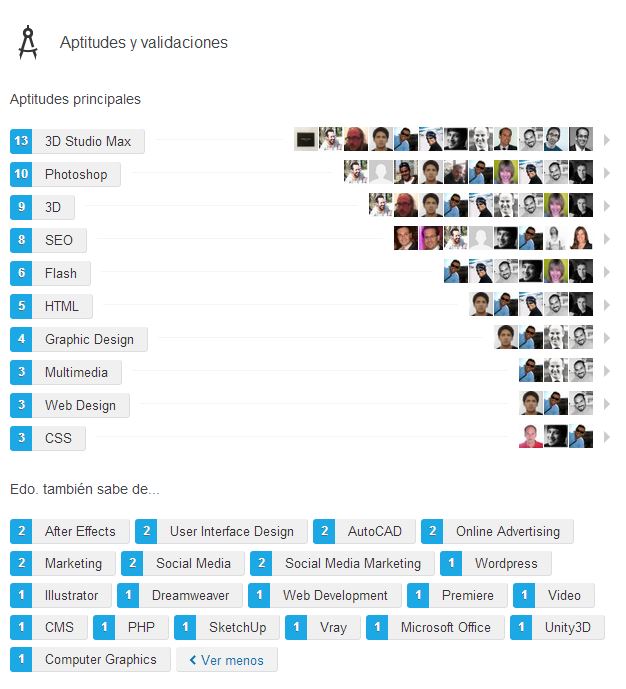 Aptitudes y validaciones
Aptitudes principales
13 3D Studio Max
10 Photoshop
9 3D
8 SEO
6 Flash
5 HTML
4 Graphic Design
3 Multimedia
3 Web Design
3 CSS
Edo. también sabe de...
2 After Effects 2 User Interface Design 2 AutoCAD 2 Online Advertising
2 Marketing 2 Social Media 2 Social Media Marketing 1 Wordpress
1 Illustrator 1 Dreamweaver 1 Web Development 1 Premiere 1 Video
1 CMS 1 PHP 1 SketchUp 1 Vray 1 Microsoft Office 1 Unity3D
1 Computer Graphics Ver menos